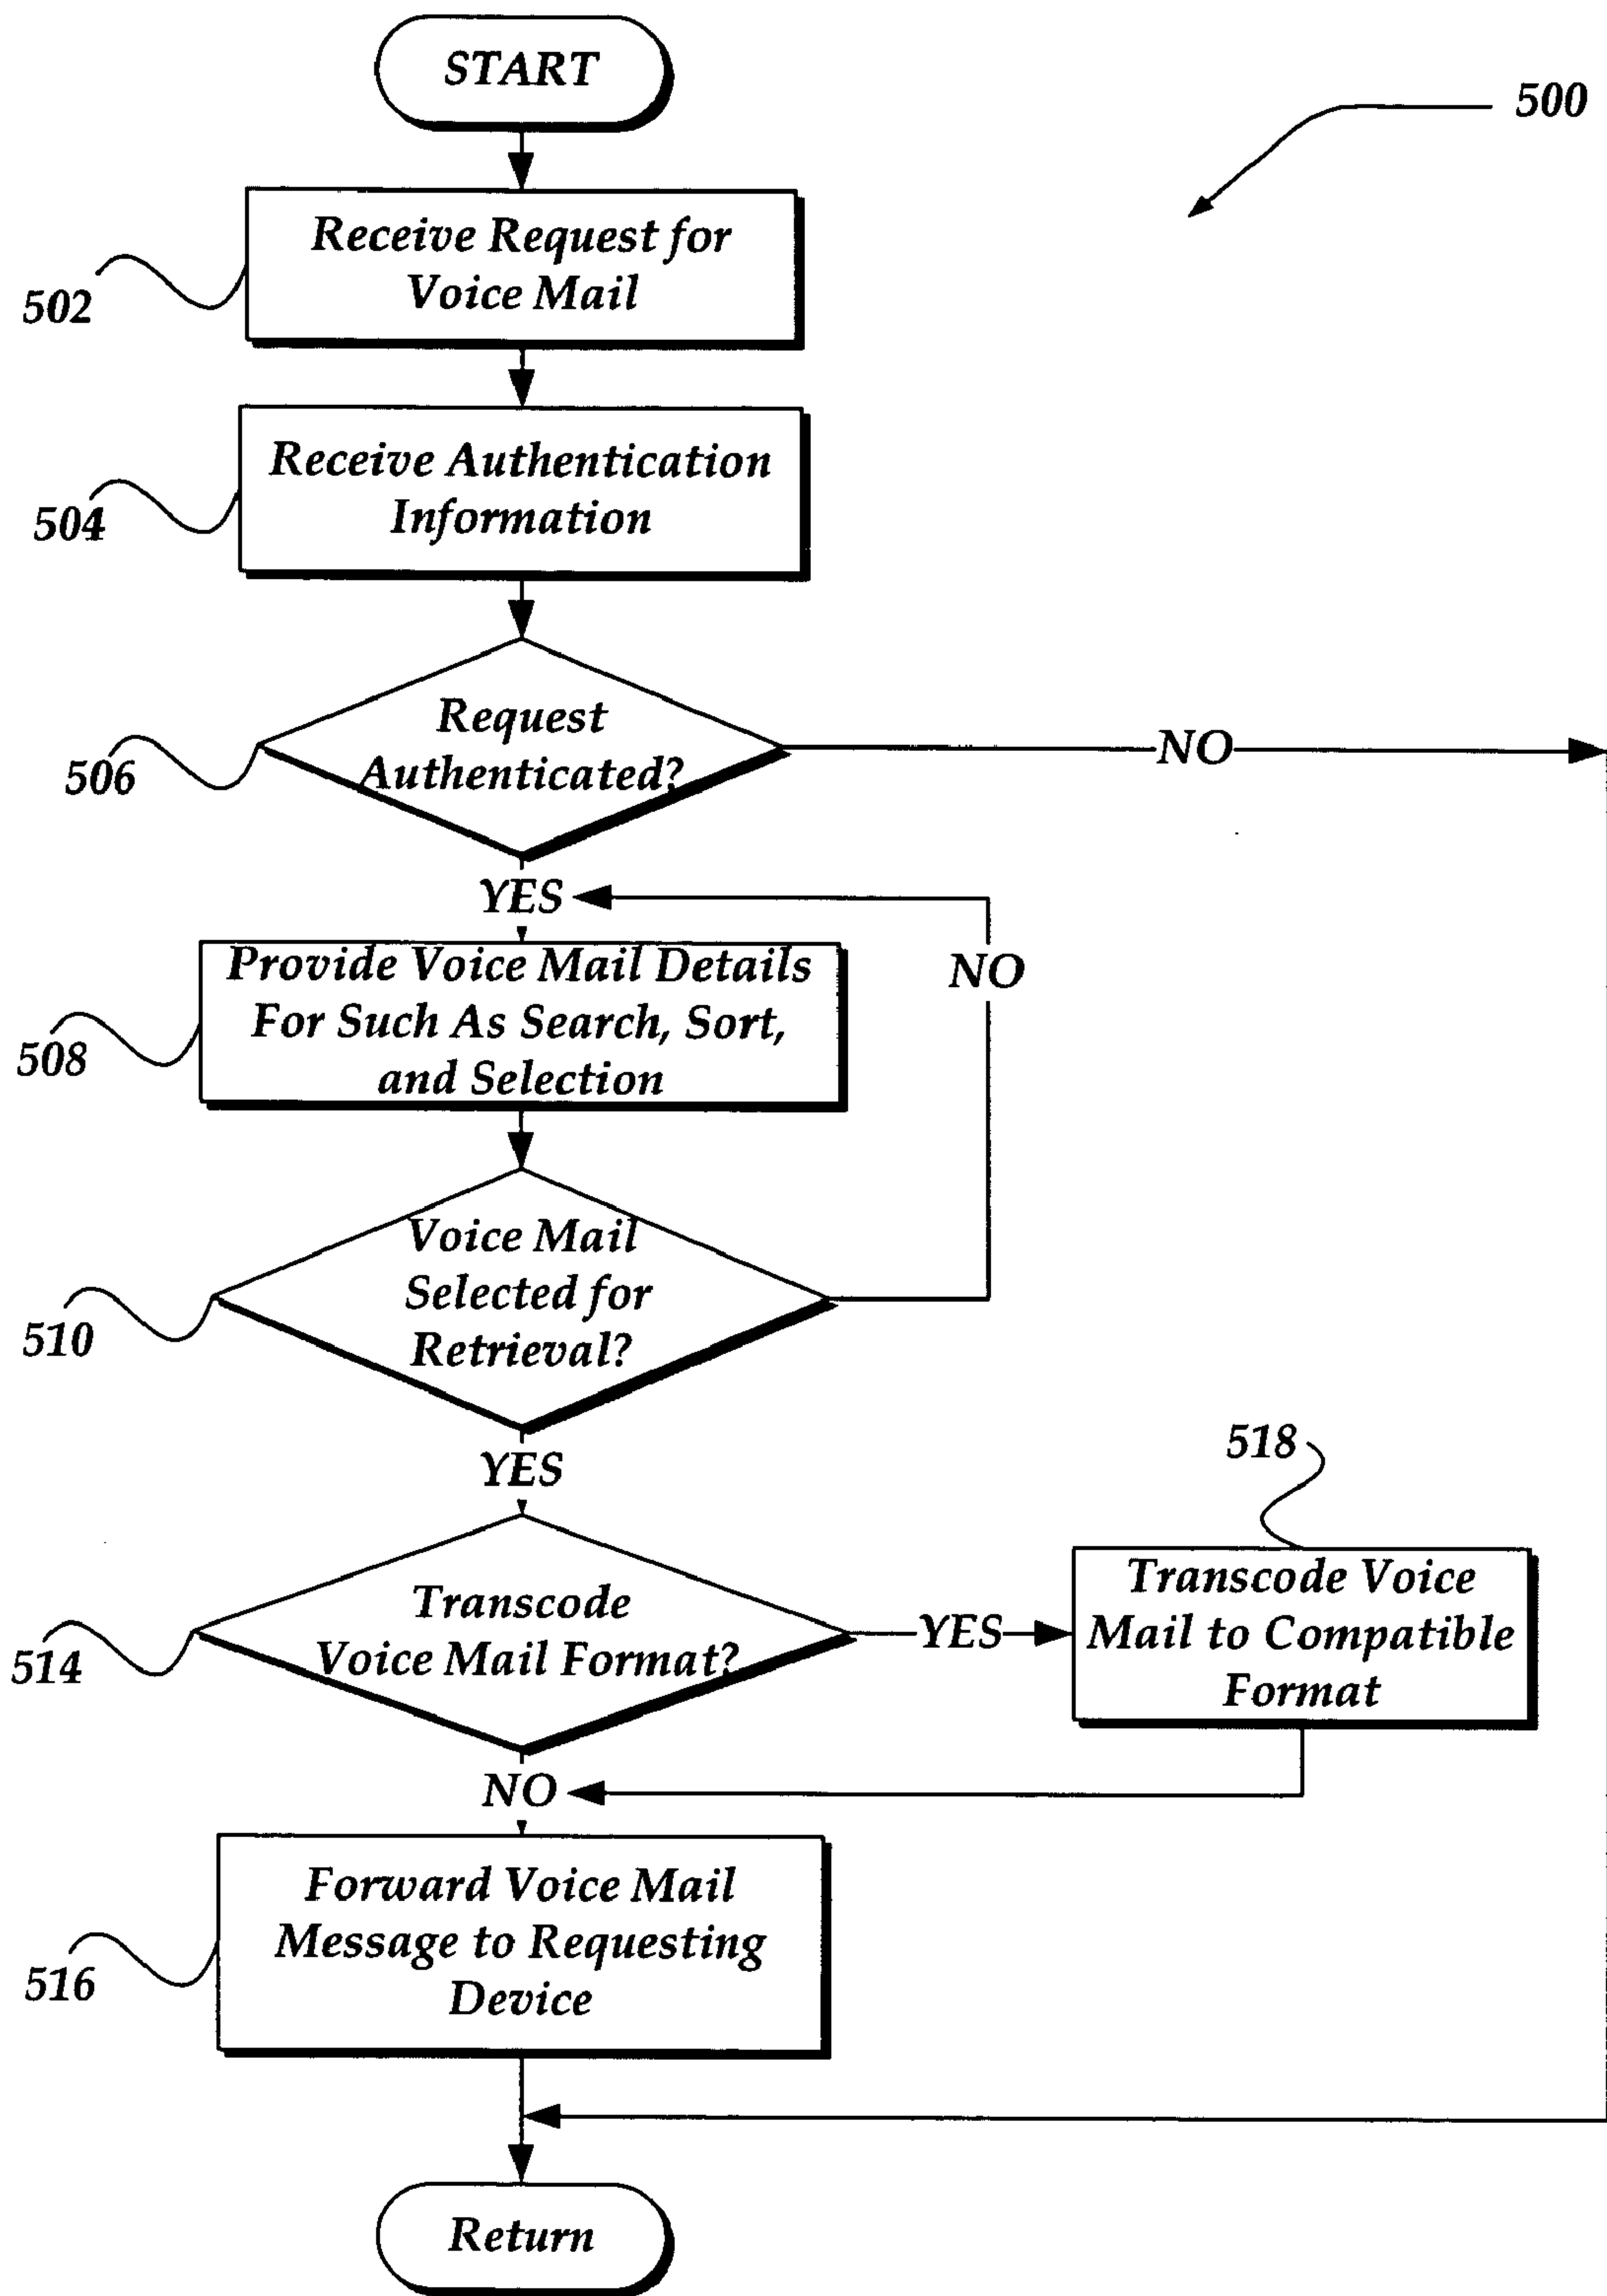 START
500
Receive Request for
Voice Mail
502
Receive Authentication
Information
504
Request
Authenticated?
506
NO
YES
NO
Provide Voice Mail Details
For Such As Search, Sort,
and Selection
508
Voice Mail
Selected for
Retrieval?
510
YES
518
Transcode
Voice Mail Format?
514
YES
Transcode Voice
Mail to Compatible
Format
NO
Forward Voice Mail
Message to Requesting
Device
516
Return